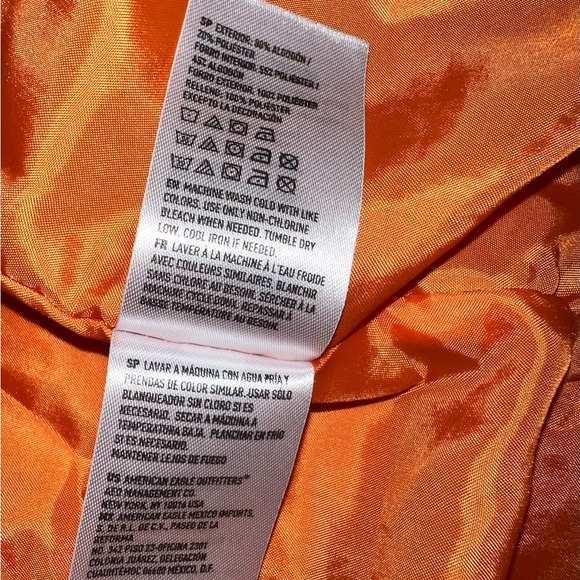 SP EXTERIOR: 80% ALGODÓN /
20% POLIÉSTER
FORRO INTERIOR: 55% POLIÉSTER /
45% ALGODÓN
FORRO EXTERIOR: 100% POLIÉSTER
RELLENO: 100% POLIÉSTER
EXCEPTO LA DECORACIÓN
EN MACHINE WASH COLD WITH LIKE
COLORS. USE ONLY NON-CHLORINE
BLEACH WHEN NEEDED. TUMBLE DRY
LOW. COOL IRON IF NEEDED.
FR LAVER À LA MACHINE À L'EAU FROIDE
AVEC COULEURS SIMILAIRES. BLANCHIR
SANS CHLORE AU BESOIN. SÉCHER À LA
MACHINE CYCLE DOUX. REPASSER À
BASSE TEMPÉRATURE AU BESOIN.
SP LAVAR A MÁQUINA CON AGUA FRÍA Y
PRENDAS DE COLOR SIMILAR. USAR SÓLO
BLANQUEADOR SIN CLORO SI ES
NECESARIO. SECAR A MÁQUINA A
TEMPERATURA BAJA. PLANCHAR EN FRÍO
SI ES NECESARIO.
MANTENER LEJOS DE FUEGO
US AMERICAN EAGLE OUTFITTERS®
AEO MANAGEMENT CO.
NEW YORK, NY 10016 USA
MX AMERICAN EAGLE MEXICO IMPORTS,
S. DE R.L. DE C.V., PASEO DE LA
REFORMA
NO. 342 PISO 23-OFICINA 2301
COLONIA JUÁREZ, DELEGACIÓN
CUAUHTEMOC 06600 MÉXICO, D.F.